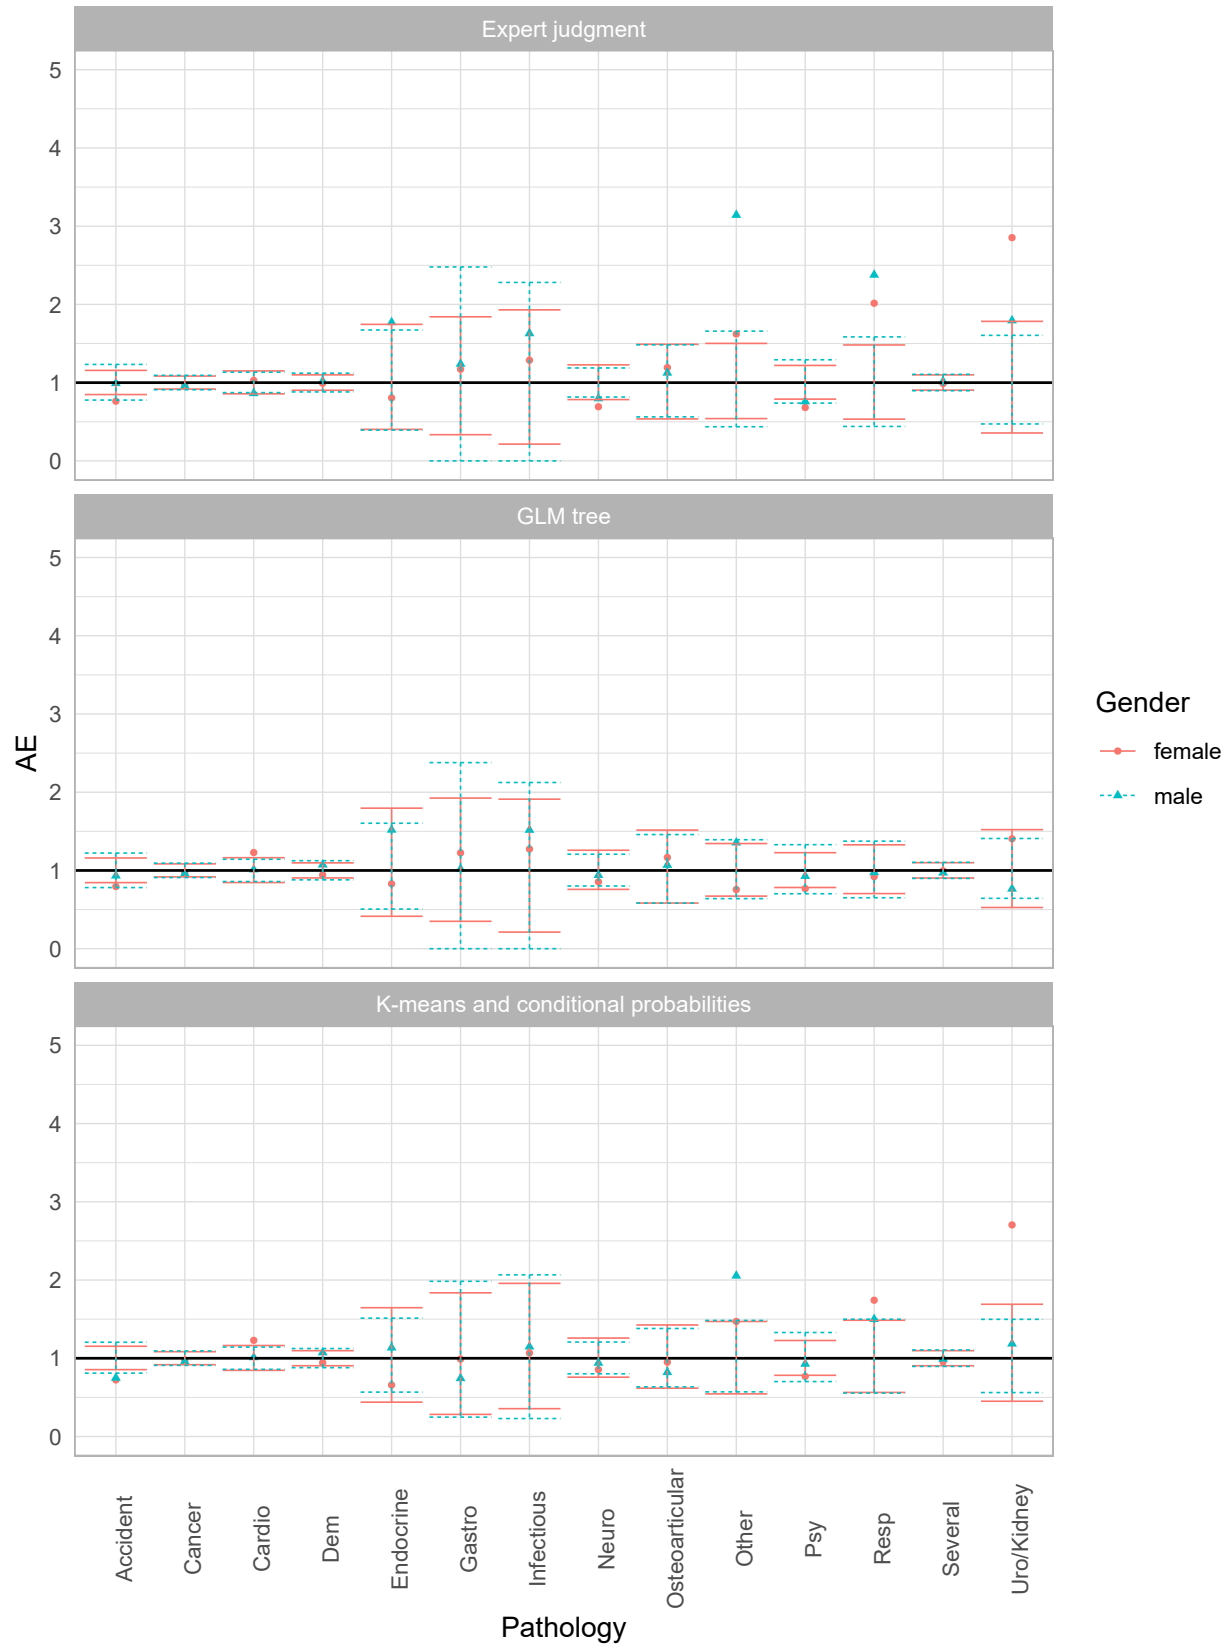 Expert judgment
5
4
3
2
1
0
GLM tree
5
4
3
2
1
0
K-means and conditional probabilities
5
4
3
2
1
0
AE
Accident
Cancer
Cardio
Dem
Endocrine
Gastro
Infectious
Neuro
Osteoarticular
Other
Psy
Resp
Several
Uro/Kidney
Pathology
Gender
female
male